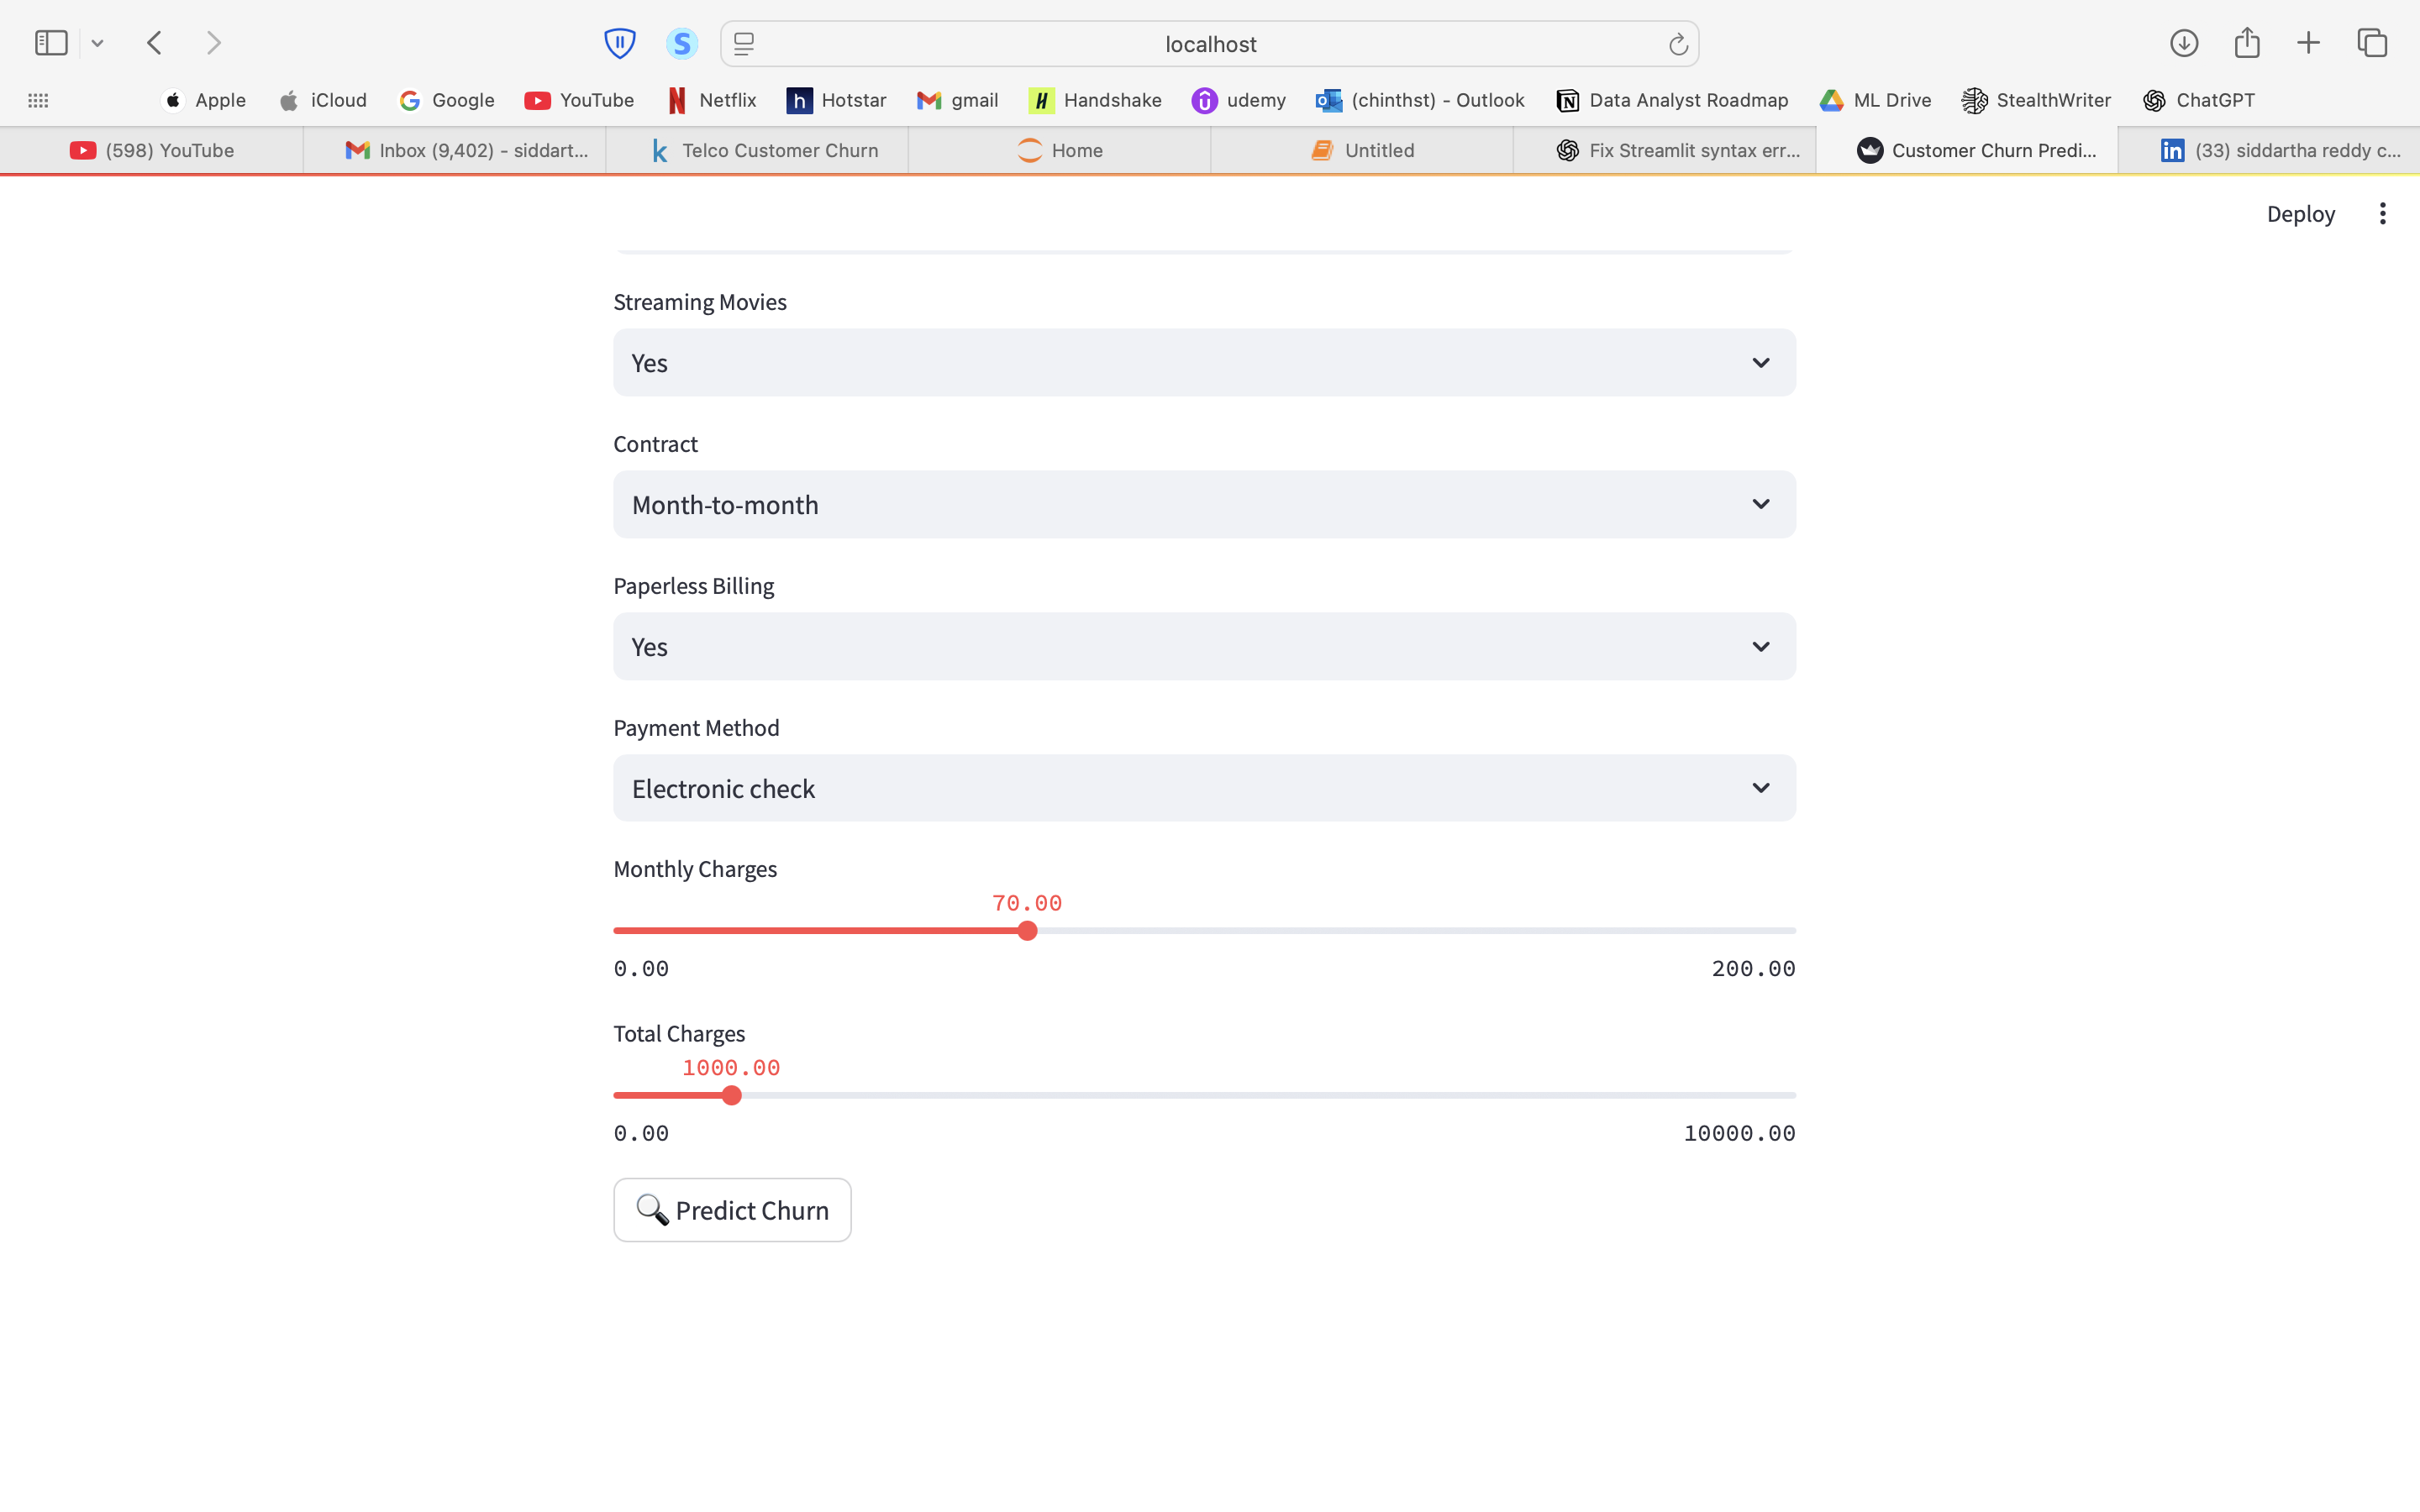 localhost
Apple iCloud Google YouTube Netflix h Hotstar gmail H Handshake udemy (chinthst) - Outlook Data Analyst Roadmap ML Drive StealthWriter ChatGPT
(598) YouTube Inbox (9,402) - siddart... k Telco Customer Churn Home Untitled Fix Streamlit syntax err... Customer Churn Predi... in (33) siddartha reddy c...
Deploy
Streaming Movies
Yes
Contract
Month-to-month
Paperless Billing
Yes
Payment Method
Electronic check
Monthly Charges
70.00
0.00 200.00
Total Charges
1000.00
0.00 10000.00
Predict Churn